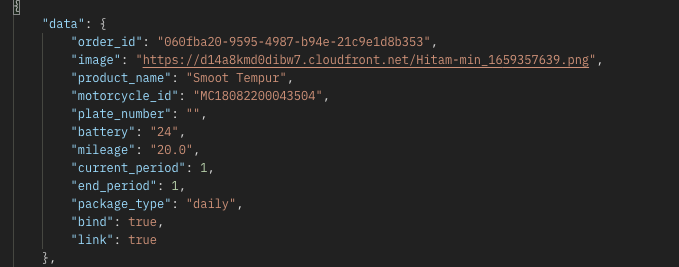 {
"data": {
"order_id": "060fba20-9595-4987-b94e-21c9e1d8b353",
"image": "https://d14a8kmd0dibw7.cloudfront.net/Hitam-min_1659357639.png",
"product_name": "Smoot Tempur",
"motorcycle_id": "MC18082200043504",
"plate_number": "",
"battery": "24",
"mileage": "20.0",
"current_period": 1,
"end_period": 1,
"package_type": "daily",
"bind": true,
"link": true
},